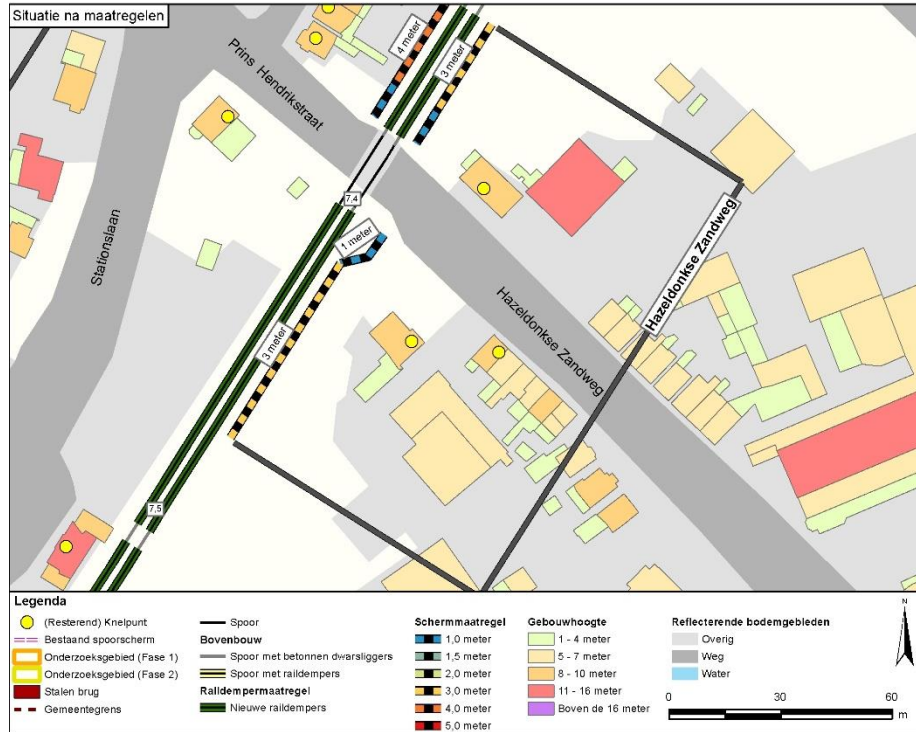 Situatie na maatregelen
4 meter
3 meter
Prins Hendrikstraat
7,4
1 meter
Stationslaan
Hazeldonkse Zandweg
Hazeldonkse Zandweg
3 meter
7,5
Legenda
(Resterend) Knelpunt
Bestaand spoorscherm
Onderzoeksgebied (Fase 1)
Onderzoeksgebied (Fase 2)
Stalen brug
Gemeentegrens
Spoor
Bovenbouw
Spoor met betonnen dwarsliggers
Spoor met raildempers
Raildempermaatregel
Nieuwe raildempers
Schermmaatregel
1,0 meter
1,5 meter
2,0 meter
3,0 meter
4,0 meter
5,0 meter
Gebouwhoogte
1 - 4 meter
5 - 7 meter
8 - 10 meter
11 - 16 meter
Boven de 16 meter
Reflecterende bodemgebieden
Overig
Weg
Water
N
0 30 60
m